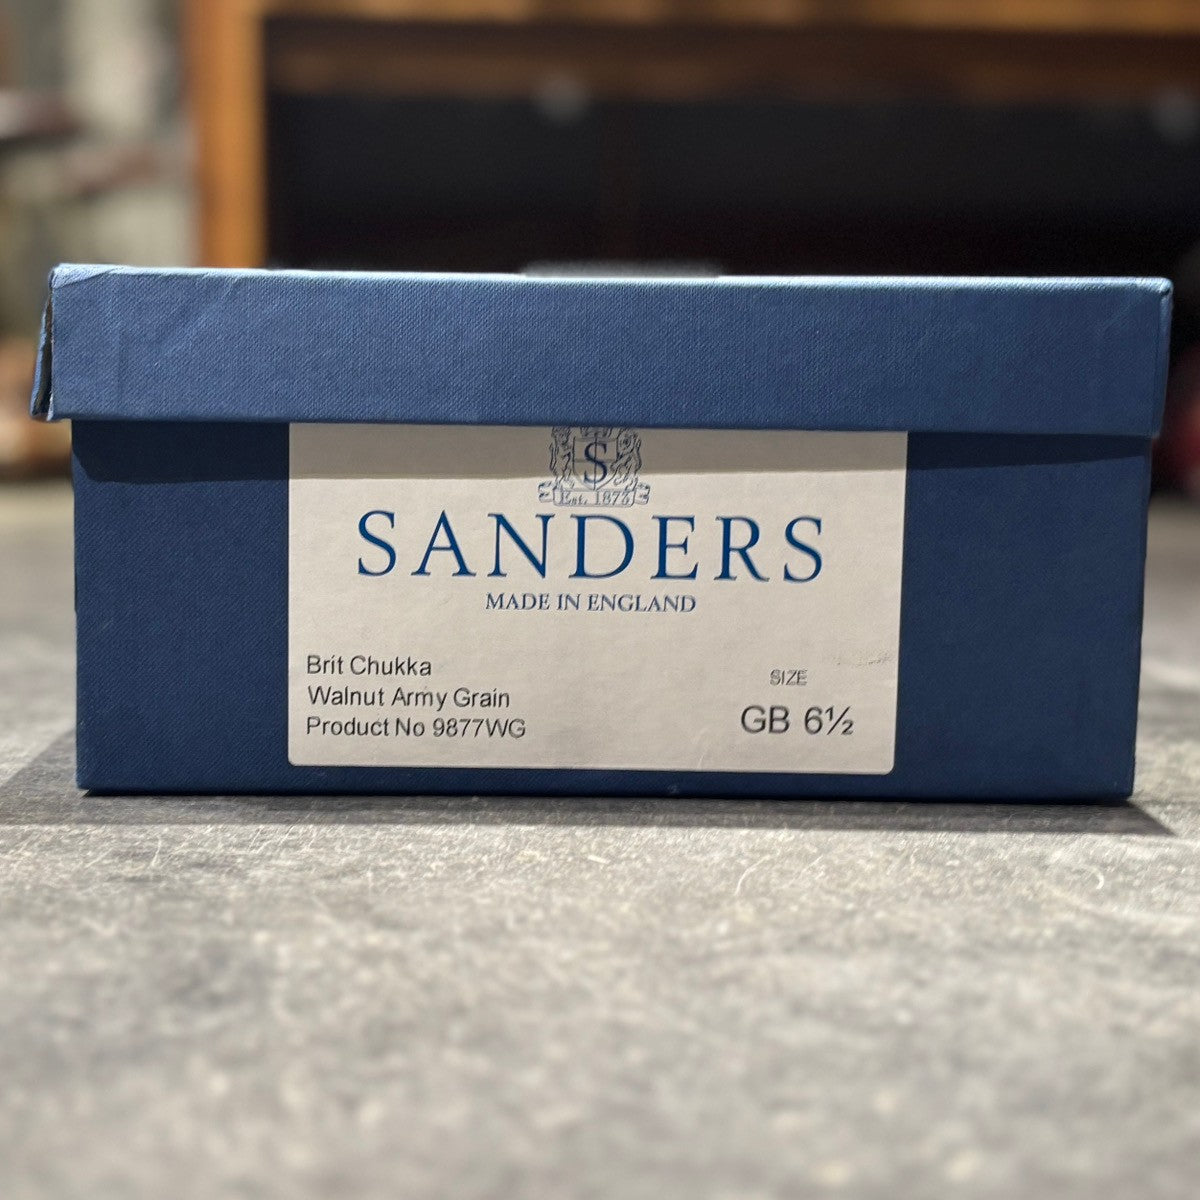 S
Est. 1873
SANDERS
MADE IN ENGLAND
Brit Chukka
Walnut Army Grain
Product No 9877WG
SIZE
GB 6½